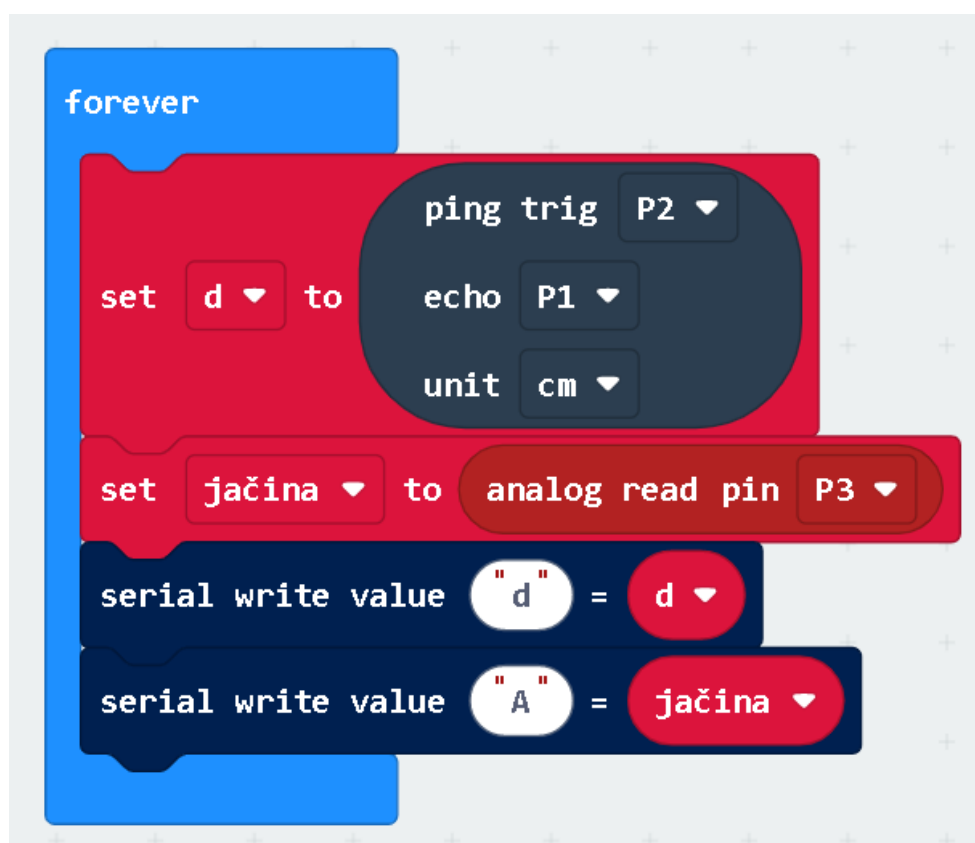 forever
ping trig P2
set d to echo P1
unit cm
set jačina to analog read pin P3
serial write value "d" = d
serial write value "A" = jačina